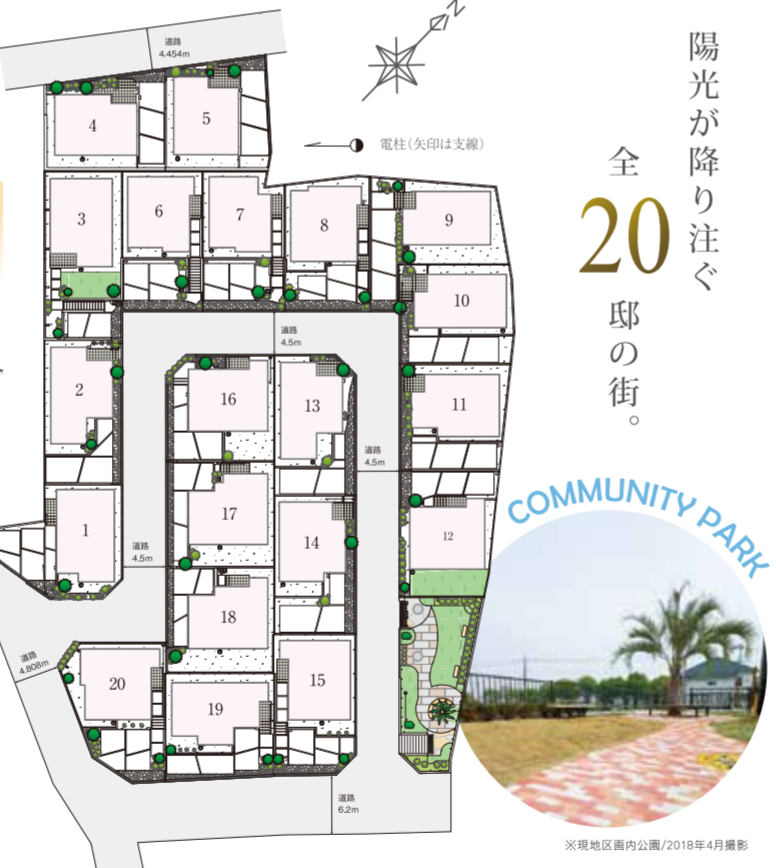 陽光が降り注ぐ
全20邸の街。
N
電柱(矢印は支線)
道路
4.454m
4
5
3
6
7
8
9
10
道路
4.5m
2
16
13
11
道路
4.5m
1
17
14
12
道路
4.5m
18
道路
4.808m
20
19
15
道路
6.2m
COMMUNITY PARK
※現地区画内公園/2018年4月撮影